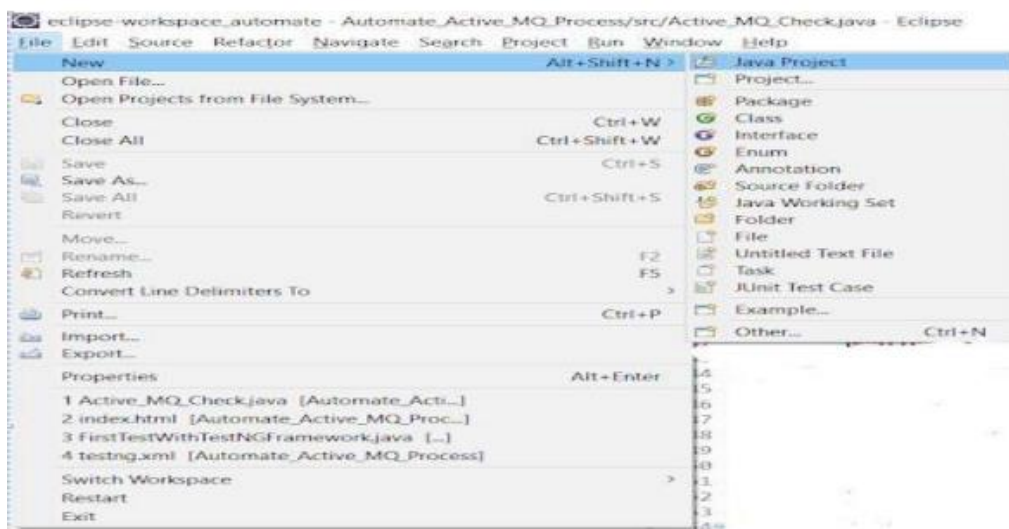 eclipse-workspace_automate - Automate_Active_MQ_Process/src/Active_MQ_Check.java - Eclipse
File Edit Source Refactor Navigate Search Project Run Window Help
New Alt+Shift+N >
Open File...
Open Projects from File System...
Close Ctrl+W
Close All Ctrl+Shift+W
Save Ctrl+S
Save As...
Save All Ctrl+Shift+S
Revert
Move...
Rename... F2
Refresh F5
Convert Line Delimiters To >
Print... Ctrl+P
Import...
Export...
Properties Alt+Enter
1 Active_MQ_Check.java [Automate_Acti...]
2 index.html [Automate_Active_MQ_Proc...]
3 FirstTestWithTestNGFramework.java [...]
4 testng.xml [Automate_Active_MQ_Process]
Switch Workspace >
Restart
Exit
Java Project
Project...
Package
Class
Interface
Enum
Annotation
Source Folder
Java Working Set
Folder
File
Untitled Text File
Task
JUnit Test Case
Example...
Other... Ctrl+N